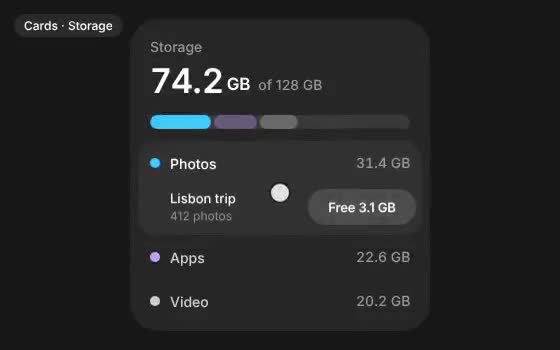 Cards · Storage
Storage
74.2 GB of 128 GB
Photos 31.4 GB
Lisbon trip
412 photos
Free 3.1 GB
Apps 22.6 GB
Video 20.2 GB